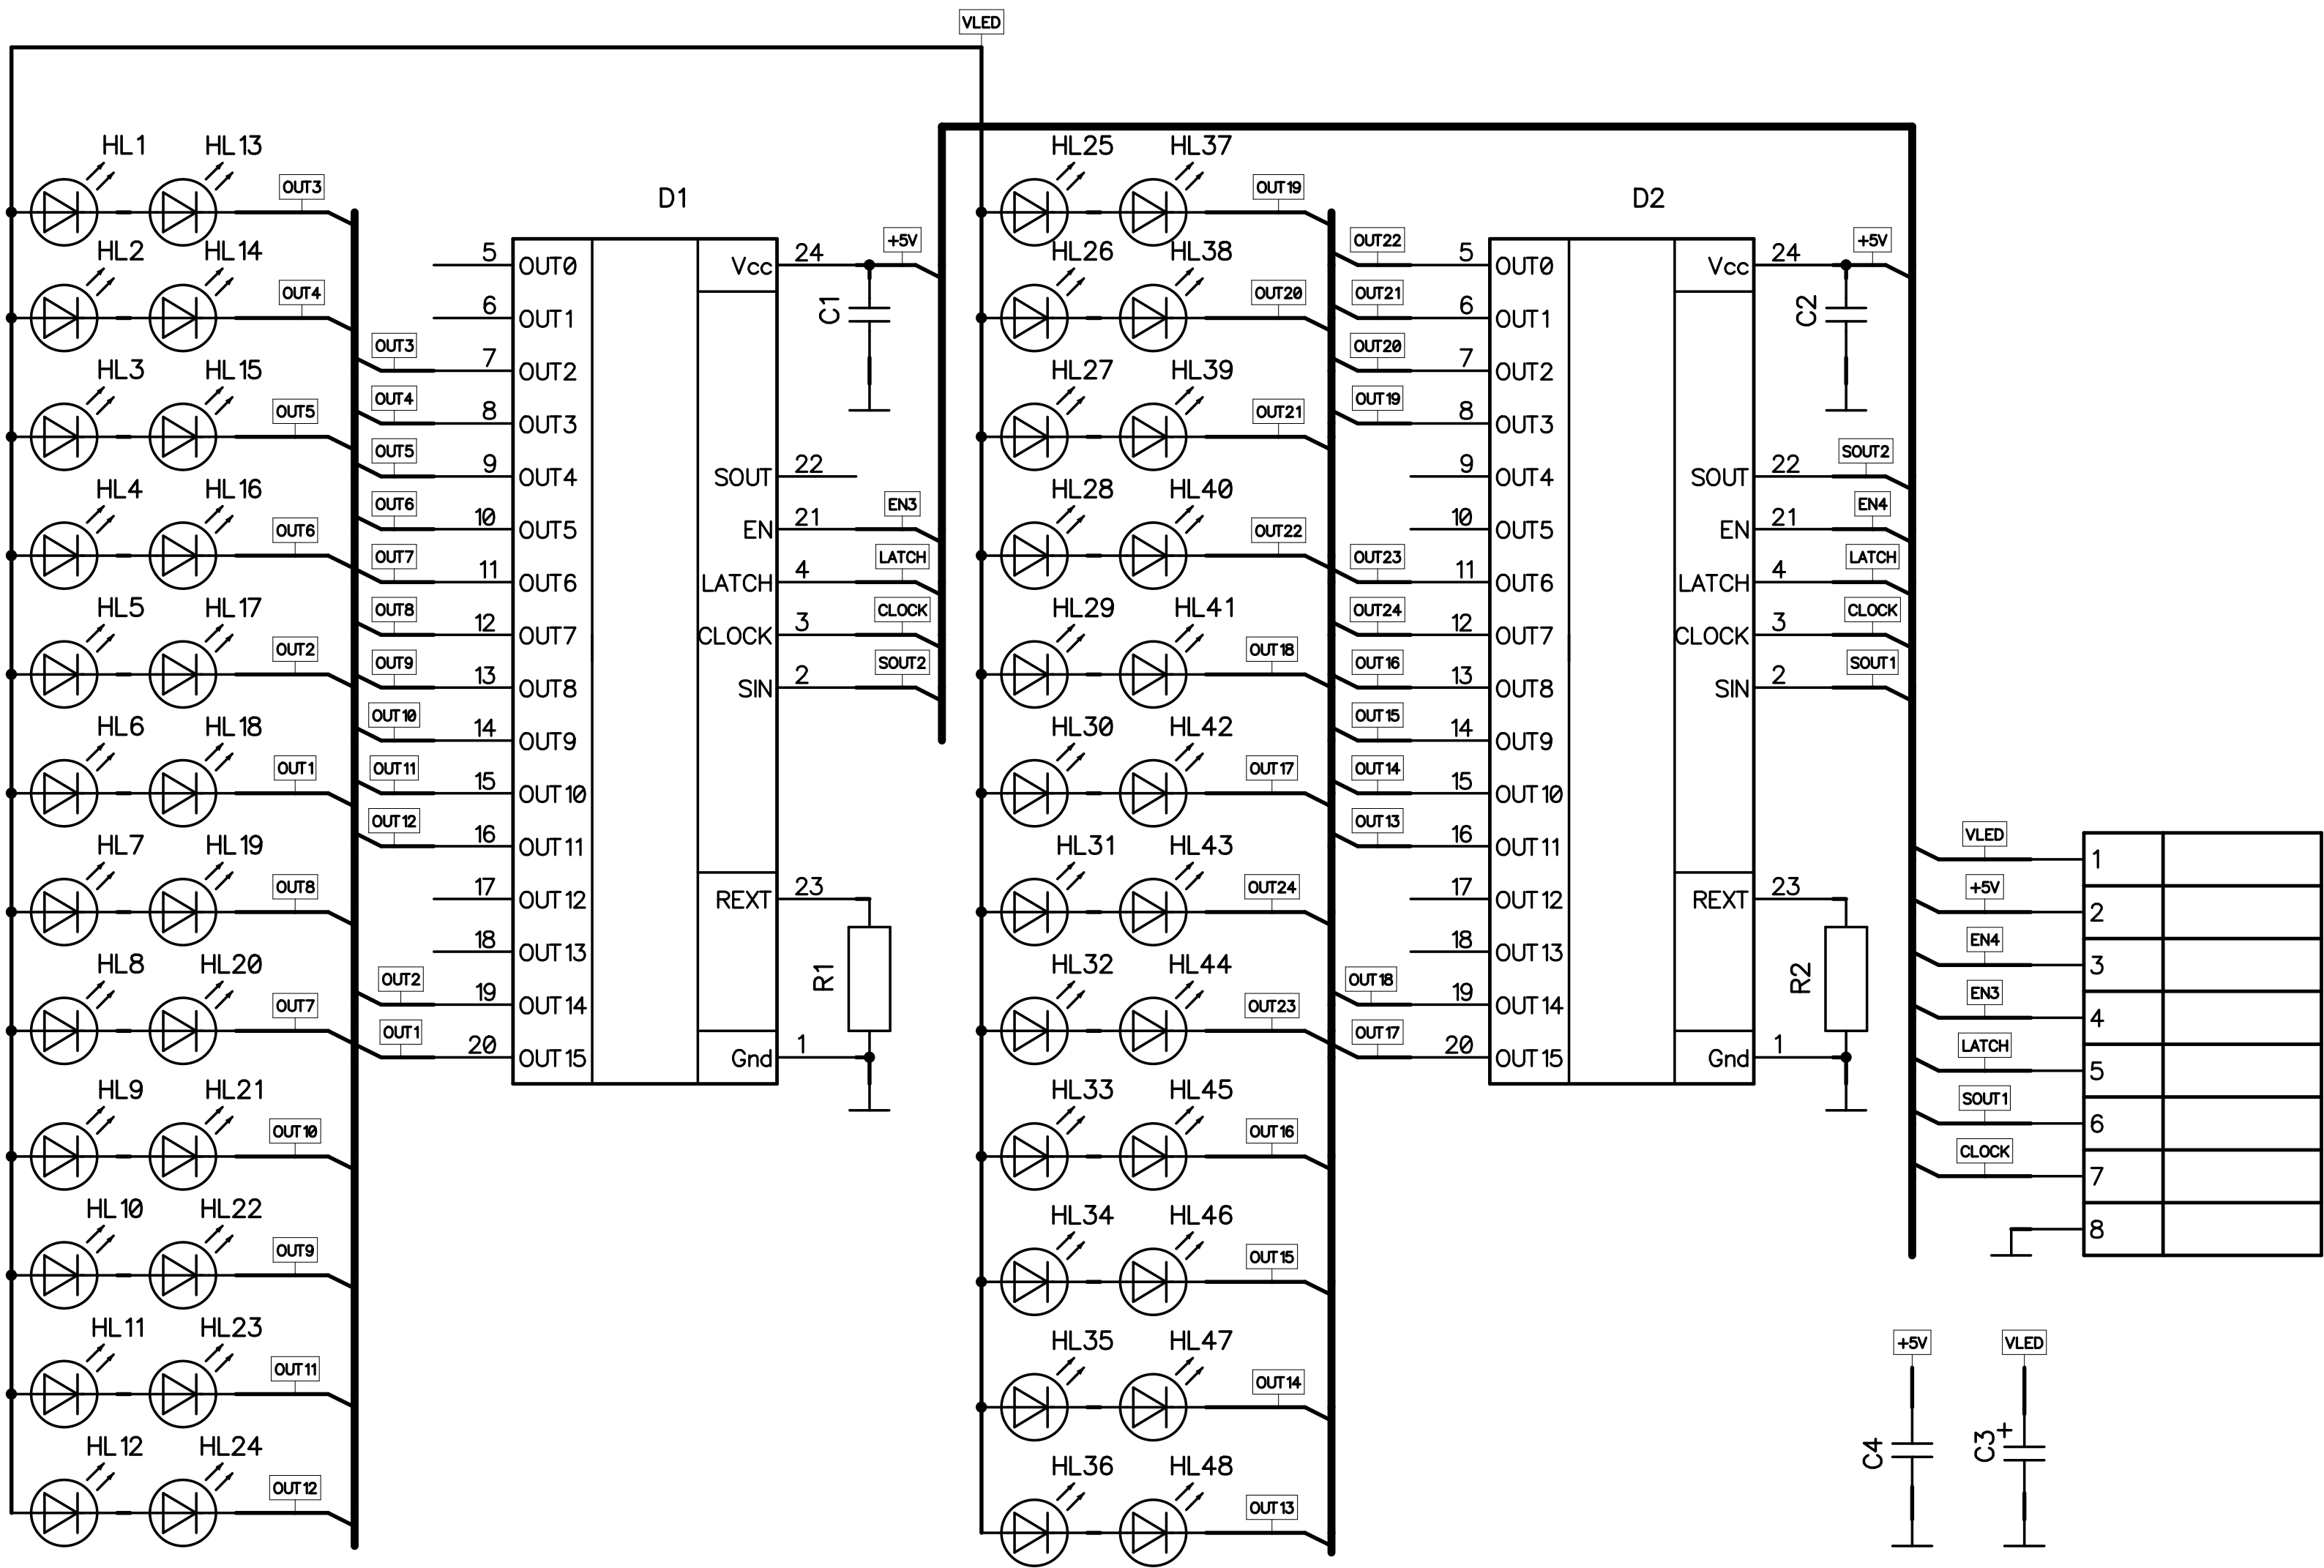 VLED
HL1 HL13
OUT3
HL2 HL14
OUT4
HL3 HL15
OUT5
HL4 HL16
OUT6
HL5 HL17
OUT2
HL6 HL18
OUT1
HL7 HL19
OUT8
HL8 HL20
OUT7
HL9 HL21
OUT10
HL10 HL22
OUT9
HL11 HL23
OUT11
HL12 HL24
OUT12
D1
5 OUT0
6 OUT1
OUT3 7 OUT2
OUT4 8 OUT3
OUT5 9 OUT4
OUT6 10 OUT5
OUT7 11 OUT6
OUT8 12 OUT7
OUT9 13 OUT8
OUT10 14 OUT9
OUT11 15 OUT10
OUT12 16 OUT11
17 OUT12
18 OUT13
OUT2 19 OUT14
OUT1 20 OUT15
Vcc 24 +5V
C1
SOUT 22
EN 21 EN3
LATCH 4 LATCH
CLOCK 3 CLOCK
SIN 2 SOUT2
REXT 23
R1
Gnd 1
HL25 HL37
OUT19
HL26 HL38
OUT20
HL27 HL39
OUT21
HL28 HL40
OUT22
HL29 HL41
OUT18
HL30 HL42
OUT17
HL31 HL43
OUT24
HL32 HL44
OUT23
HL33 HL45
OUT16
HL34 HL46
OUT15
HL35 HL47
OUT14
HL36 HL48
OUT13
D2
OUT22 5 OUT0
OUT21 6 OUT1
OUT20 7 OUT2
OUT19 8 OUT3
9 OUT4
10 OUT5
OUT23 11 OUT6
OUT24 12 OUT7
OUT16 13 OUT8
OUT15 14 OUT9
OUT14 15 OUT10
OUT13 16 OUT11
17 OUT12
18 OUT13
OUT18 19 OUT14
OUT17 20 OUT15
Vcc 24 +5V
C2
SOUT 22 SOUT2
EN 21 EN4
LATCH 4 LATCH
CLOCK 3 CLOCK
SIN 2 SOUT1
REXT 23
R2
Gnd 1
VLED 1
+5V 2
EN4 3
EN3 4
LATCH 5
SOUT1 6
CLOCK 7
8
+5V VLED
C4 C3 +